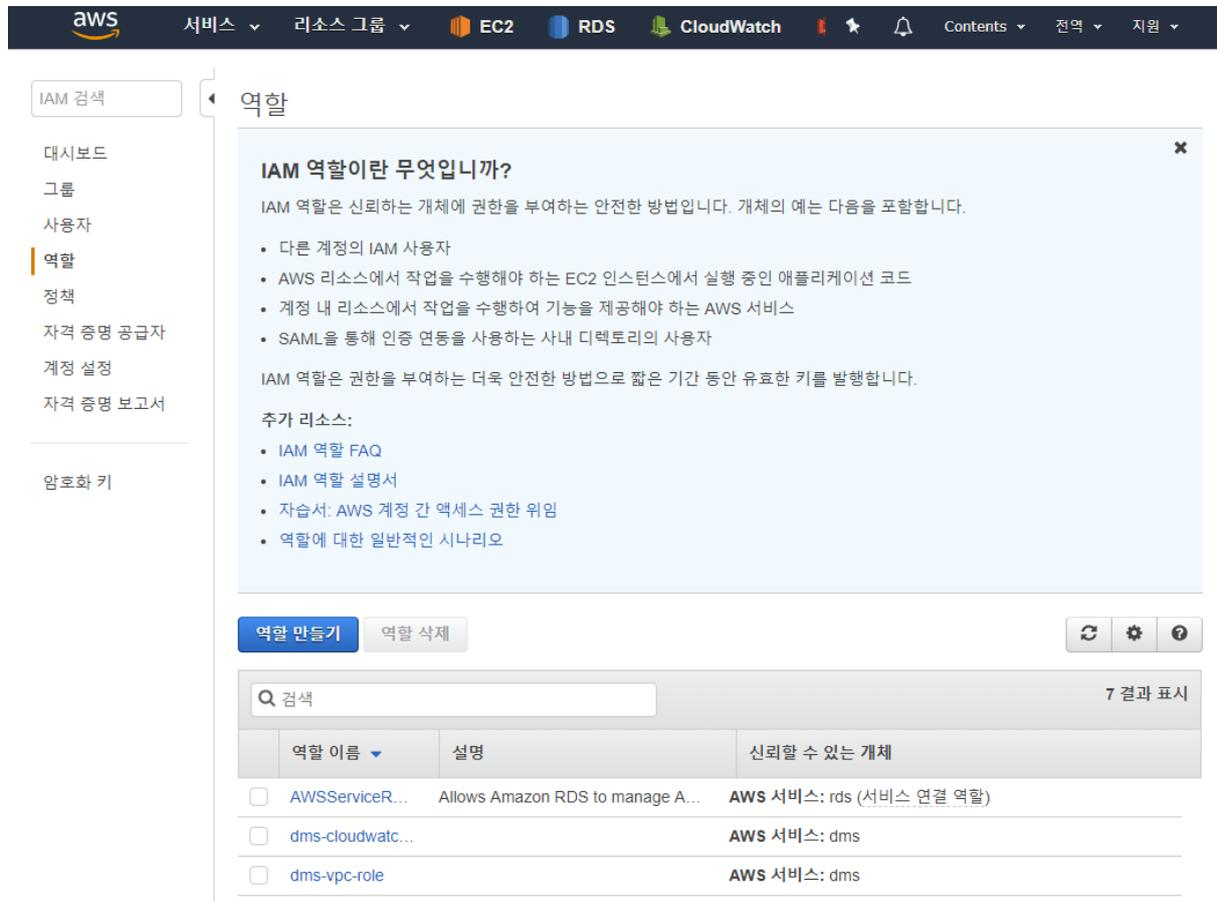 aws 서비스 리소스 그룹 EC2 RDS CloudWatch Contents 전역 지원
IAM 검색
대시보드
그룹
사용자
역할
정책
자격 증명 공급자
계정 설정
자격 증명 보고서
암호화 키
역할
IAM 역할이란 무엇입니까?
IAM 역할은 신뢰하는 개체에 권한을 부여하는 안전한 방법입니다. 개체의 예는 다음을 포함합니다.
• 다른 계정의 IAM 사용자
• AWS 리소스에서 작업을 수행해야 하는 EC2 인스턴스에서 실행 중인 애플리케이션 코드
• 계정 내 리소스에서 작업을 수행하여 기능을 제공해야 하는 AWS 서비스
• SAML을 통해 인증 연동을 사용하는 사내 디렉토리의 사용자
IAM 역할은 권한을 부여하는 더욱 안전한 방법으로 짧은 기간 동안 유효한 키를 발행합니다.
추가 리소스:
• IAM 역할 FAQ
• IAM 역할 설명서
• 자습서: AWS 계정 간 액세스 권한 위임
• 역할에 대한 일반적인 시나리오
역할 만들기 역할 삭제
검색 7 결과 표시
역할 이름 설명 신뢰할 수 있는 개체
AWSServiceR... Allows Amazon RDS to manage A... AWS 서비스: rds (서비스 연결 역할)
dms-cloudwatc... AWS 서비스: dms
dms-vpc-role AWS 서비스: dms